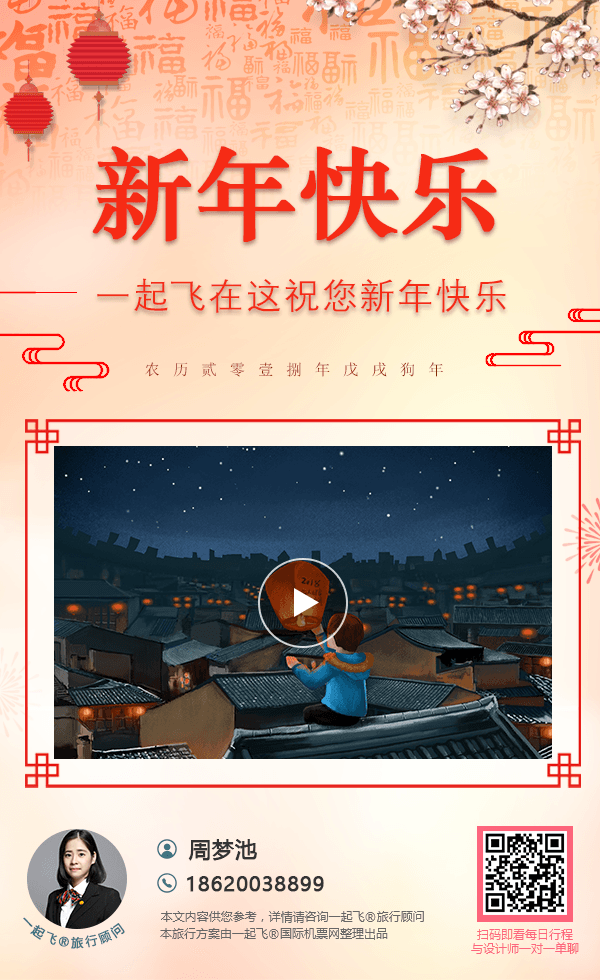 新年快乐
一起飞在这祝您新年快乐
农历贰零壹捌年戊戌狗年
2018
周梦池
18620038899
一起飞®旅行顾问
本文内容供您参考，详情请咨询一起飞®旅行顾问
本旅行方案由一起飞®国际机票网整理出品
扫码即看每日行程
与设计师一对一单聊